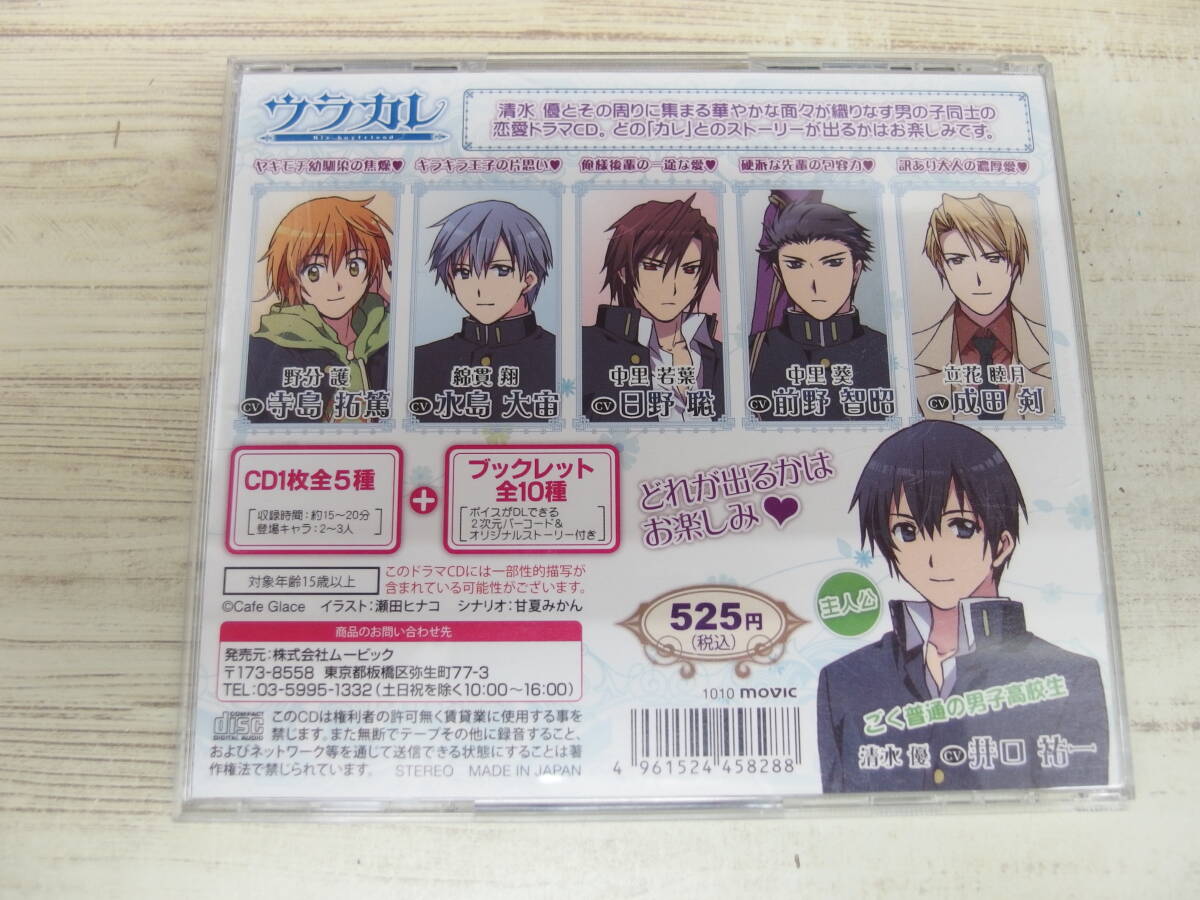 ウラカレ
His boyfriend
清水 優とその周りに集まる華やかな面々が織りなす男の子同士の
恋愛ドラマCD。どの「カレ」とのストーリーが出るかはお楽しみです。
ヤキモチ幼馴染の焦燥♥
キラキラ王子の片思い♥
俺様後輩の一途な愛♥
硬派な先輩の包容力♥
訳あり大人の濃厚愛♥
野分 護
CV 寺島 拓篤
綿貫 翔
CV 水島 大宙
中里 若葉
CV 日野 聡
中里 葵
CV 前野 智昭
立花 睦月
CV 成田 剣
CD1枚全5種
収録時間:約15〜20分
登場キャラ:2〜3人
+
ブックレット
全10種
ボイスがDLできる
2次元バーコード&
オリジナルストーリー付き
どれが出るかは
お楽しみ♥
対象年齢15歳以上
このドラマCDには一部性的描写が
含まれている可能性がございます。
©Cafe Glace イラスト:瀬田ヒナコ シナリオ:甘夏みかん
商品のお問い合わせ先
発売元:株式会社ムービック
〒173-8558 東京都板橋区弥生町77-3
TEL:03-5995-1332(土日祝を除く10:00〜16:00)
525円
(税込)
1010 movic
主人公
ごく普通の男子高校生
清水 優 CV 井口 祐一
COMPACT
disc
DIGITAL AUDIO
このCDは権利者の許可無く賃貸業に使用する事を
禁じます。また無断でテープその他に録音すること、
およびネットワーク等を通じて送信できる状態にすることは著
作権法で禁じられています。 STEREO MADE IN JAPAN
4 961524 458288